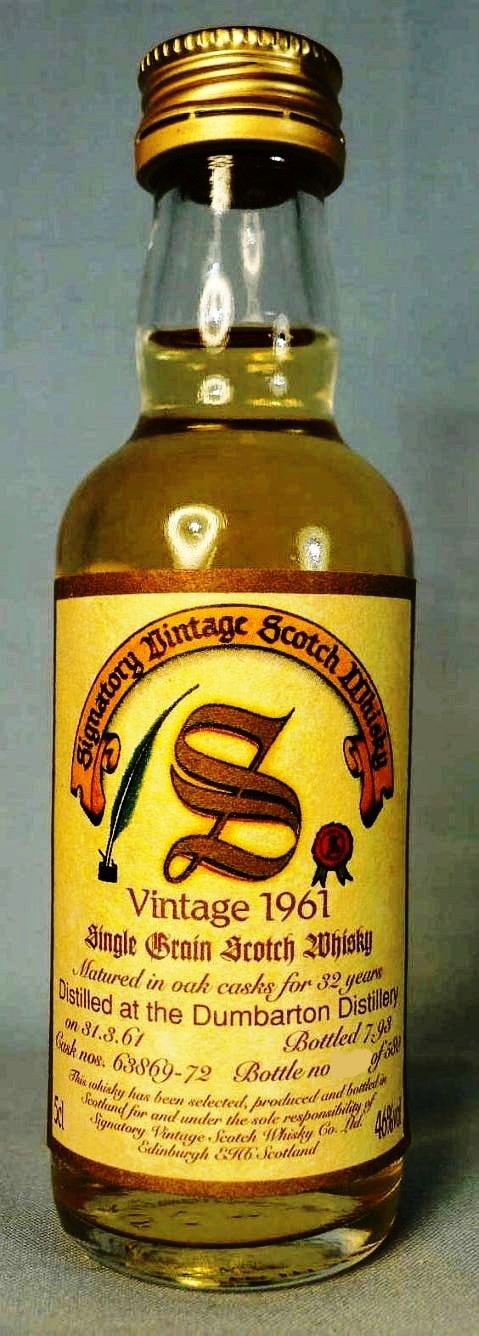 Signatory Vintage Scotch Whisky
S
Vintage 1961
Single Grain Scotch Whisky
Matured in oak casks for 32 years
Distilled at the Dumbarton Distillery
on 31.3.61 Bottled 7.93
Cask nos. 63869-72 Bottle no of 580
This whisky has been selected, produced and bottled in
Scotland for and under the sole responsibility of
5cl Signatory Vintage Scotch Whisky Co. Ltd. 46%vol
Edinburgh EH6 Scotland